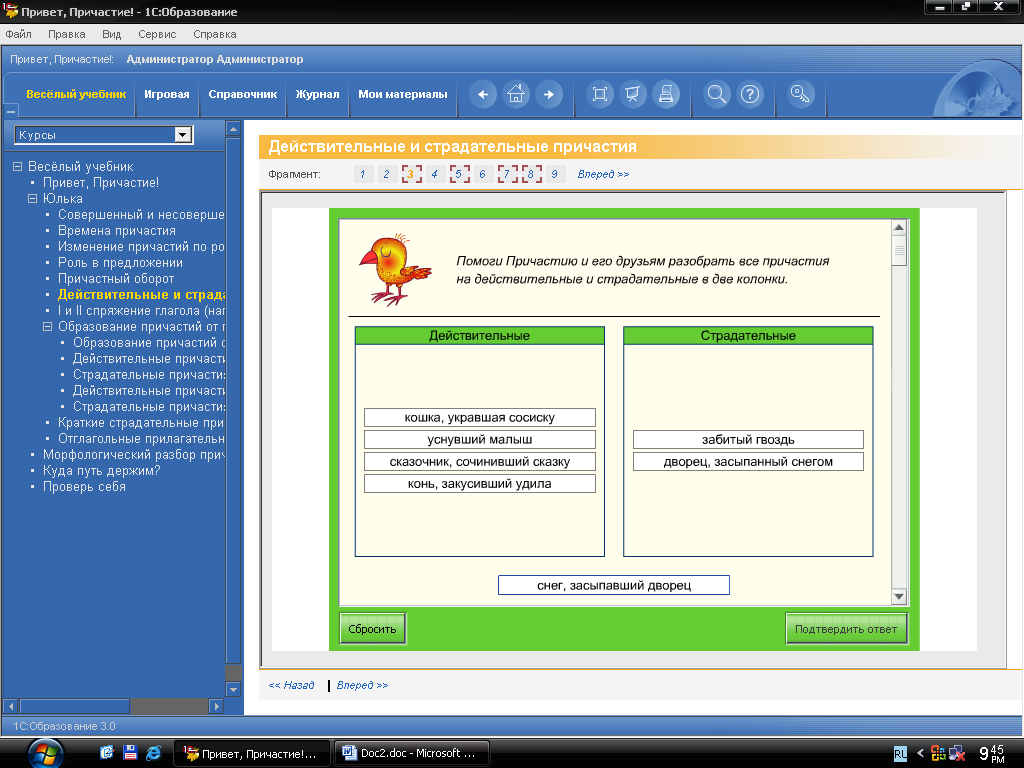 Привет, Причастие! - 1С:Образование
Файл Правка Вид Сервис Справка
Привет, Причастие!: Администратор Администратор
Весёлый учебник Игровая Справочник Журнал Мои материалы
Курсы
Весёлый учебник
Привет, Причастие!
Юлька
Совершенный и несоверше
Времена причастия
Изменение причастий по ро
Роль в предложении
Причастный оборот
Действительные и страда
I и II спряжение глагола (наг
Образование причастий от г
Образование причастий о
Действительные причасти
Страдательные причасти
Действительные причасти
Страдательные причасти
Краткие страдательные при
Отглагольные прилагательн
Морфологический разбор прич
Куда путь держим?
Проверь себя
Действительные и страдательные причастия
Фрагмент: 1 2 3 4 5 6 7 8 9 Вперед >>
Помоги Причастию и его друзьям разобрать все причастия
на действительные и страдательные в две колонки.
Действительные
кошка, укравшая сосиску
уснувший малыш
сказочник, сочинивший сказку
конь, закусивший удила
Страдательные
забитый гвоздь
дворец, засыпанный снегом
снег, засыпавший дворец
Сбросить Подтвердить ответ
<< Назад | Вперед >>
1С:Образование 3.0
Привет, Причастие!... Doc2.doc - Microsoft ... RL 9:45 PM